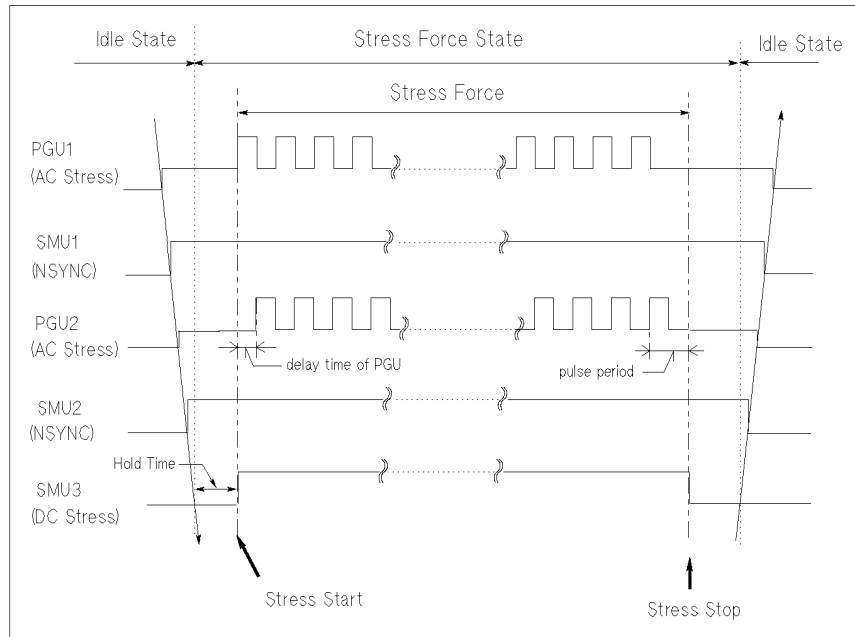 Idle State
Stress Force State
Idle State
Stress Force
PGU1
(AC Stress)
SMU1
(NSYNC)
PGU2
(AC Stress)
delay time of PGU
pulse period
SMU2
(NSYNC)
Hold Time
SMU3
(DC Stress)
Stress Start
Stress Stop